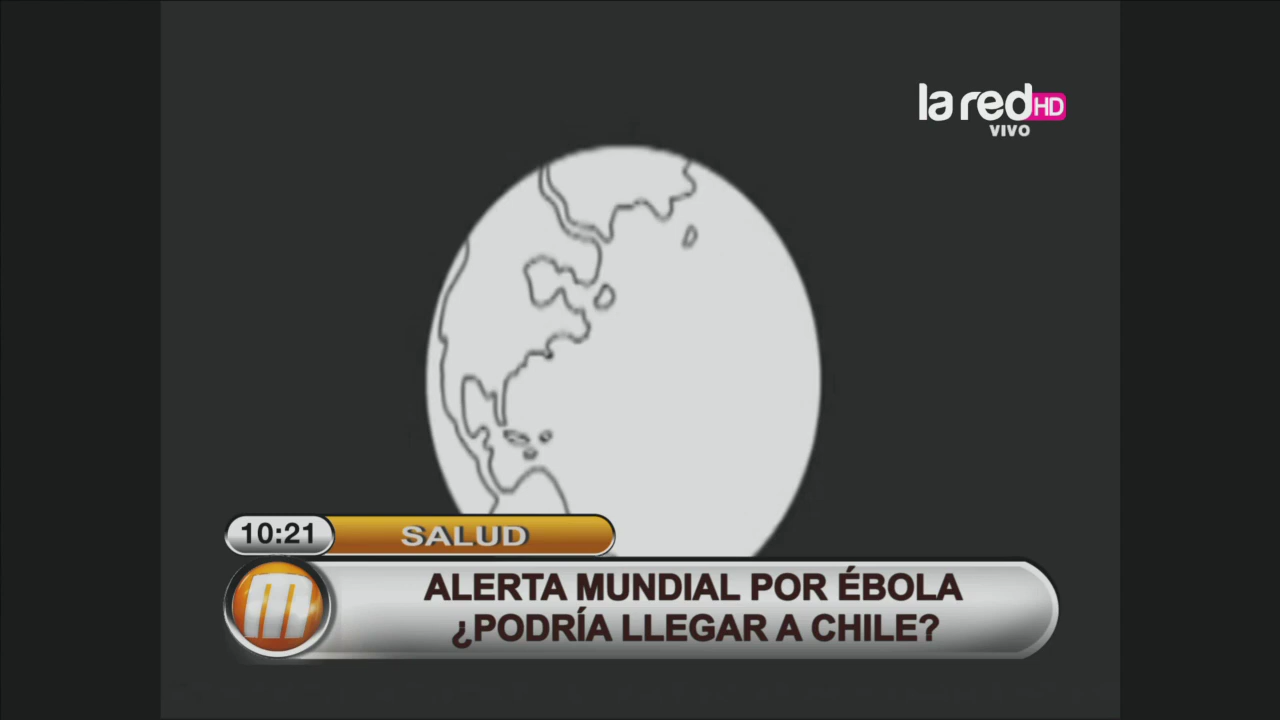 la red HD
VIVO
10:21
SALUD
M
ALERTA MUNDIAL POR ÉBOLA
¿PODRÍA LLEGAR A CHILE?